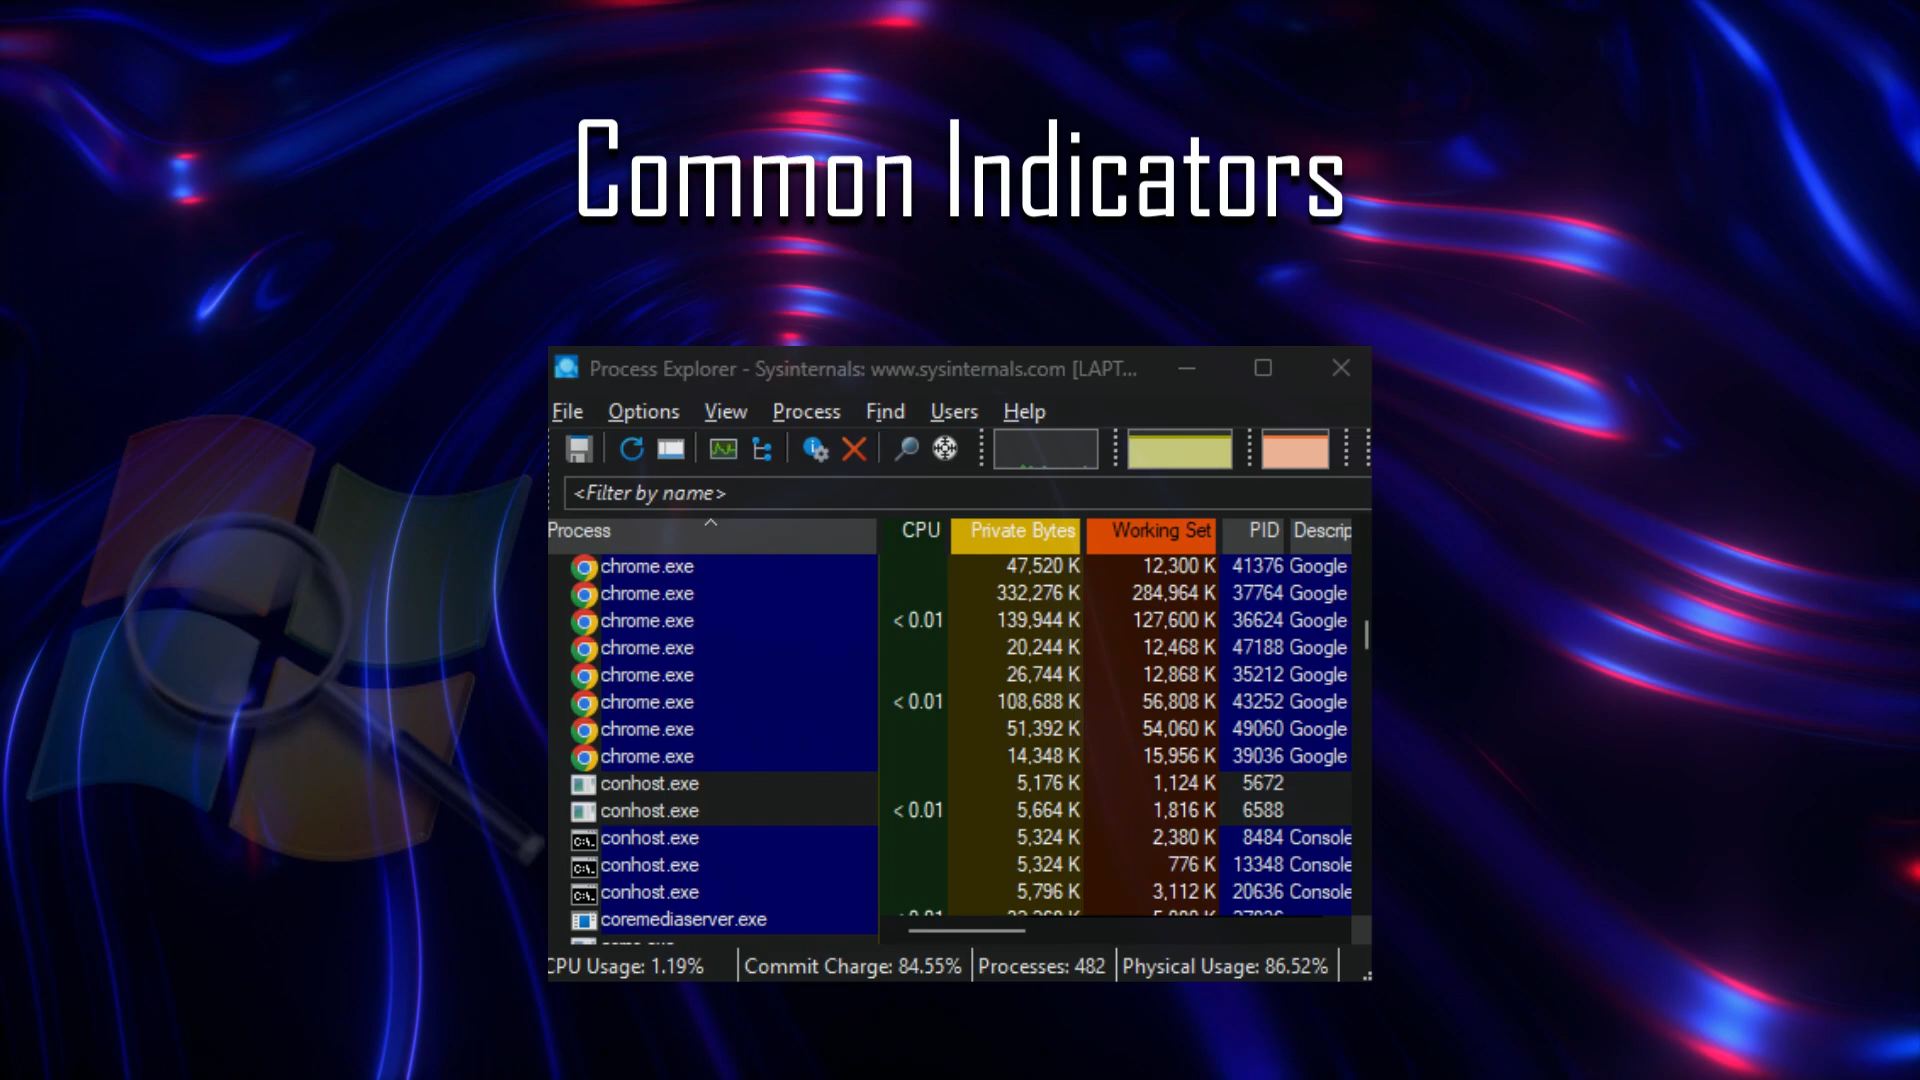 Common Indicators
Process Explorer - Sysinternals: www.sysinternals.com [LAPT...
File Options View Process Find Users Help
<Filter by name>
Process CPU Private Bytes Working Set PID Descrip
chrome.exe 47,520 K 12,300 K 41376 Google
chrome.exe 332,276 K 284,964 K 37764 Google
chrome.exe < 0.01 139,944 K 127,600 K 36624 Google
chrome.exe 20,244 K 12,468 K 47188 Google
chrome.exe 26,744 K 12,868 K 35212 Google
chrome.exe < 0.01 108,688 K 56,808 K 43252 Google
chrome.exe 51,392 K 54,060 K 49060 Google
chrome.exe 14,348 K 15,956 K 39036 Google
conhost.exe 5,176 K 1,124 K 5672
conhost.exe < 0.01 5,664 K 1,816 K 6588
conhost.exe 5,324 K 2,380 K 8484 Console
conhost.exe 5,324 K 776 K 13348 Console
conhost.exe 5,796 K 3,112 K 20636 Console
coremediaserver.exe
CPU Usage: 1.19% Commit Charge: 84.55% Processes: 482 Physical Usage: 86.52%